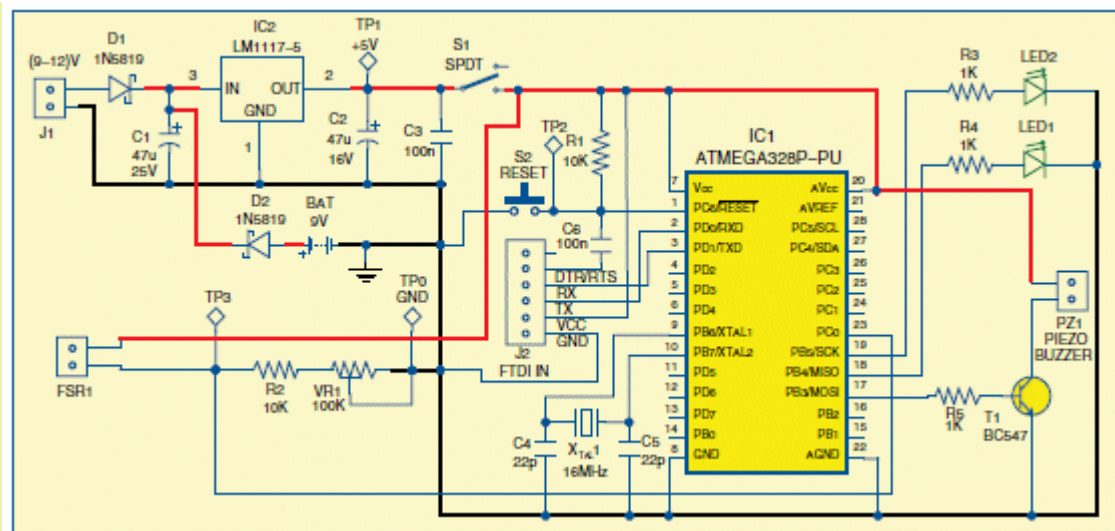 (9–12)V
J1
D1
1N5819
C1
47u
25V
IC2
LM1117–5
3
IN
OUT
2
GND
1
TP1
+5V
C2
47u
16V
C3
100n
S1
SPDT
D2
1N5819
BAT
9V
S2
RESET
TP2
R1
10K
C6
100n
DTR/RTS
RX
TX
VCC
GND
J2
FTDI IN
TP3
TP0
GND
FSR1
R2
10K
VR1
100K
C4
22p
XTAL1
16MHz
C5
22p
IC1
ATMEGA328P–PU
7 Vcc
1 PC6/RESET
2 PD0/RXD
3 PD1/TXD
4 PD2
5 PD3
6 PD4
9 PB6/XTAL1
10 PB7/XTAL2
11 PD5
12 PD6
13 PD7
14 PB0
8 GND
AVcc 20
AVREF 21
PC5/SCL 28
PC4/SDA 27
PC3 26
PC2 25
PC1 24
PC0 23
PB5/SCK 19
PB4/MISO 18
PB3/MOSI 17
PB2 16
PB1 15
AGND 22
R3
1K
LED2
R4
1K
LED1
PZ1
PIEZO
BUZZER
R5
1K
T1
BC547